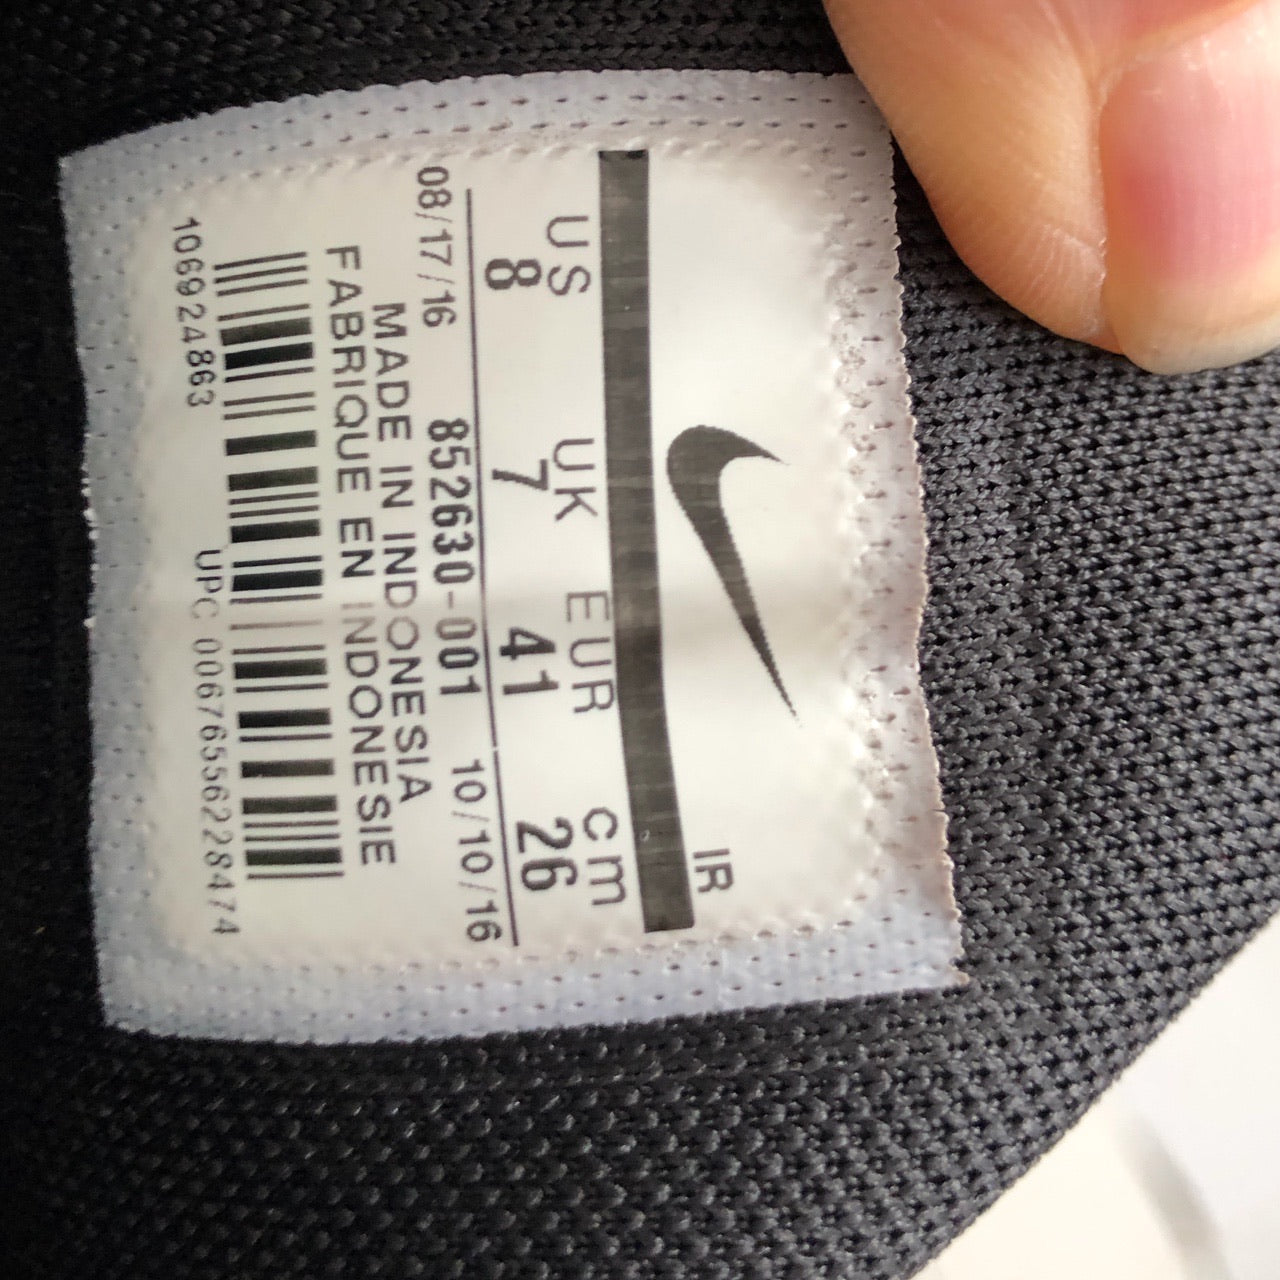 IR
US UK EUR cm
8 7 41 26
08/17/16 852630-001 10/10/16
MADE IN INDONESIA
FABRIQUE EN INDONESIE
1069924863 UPC 00676556228474